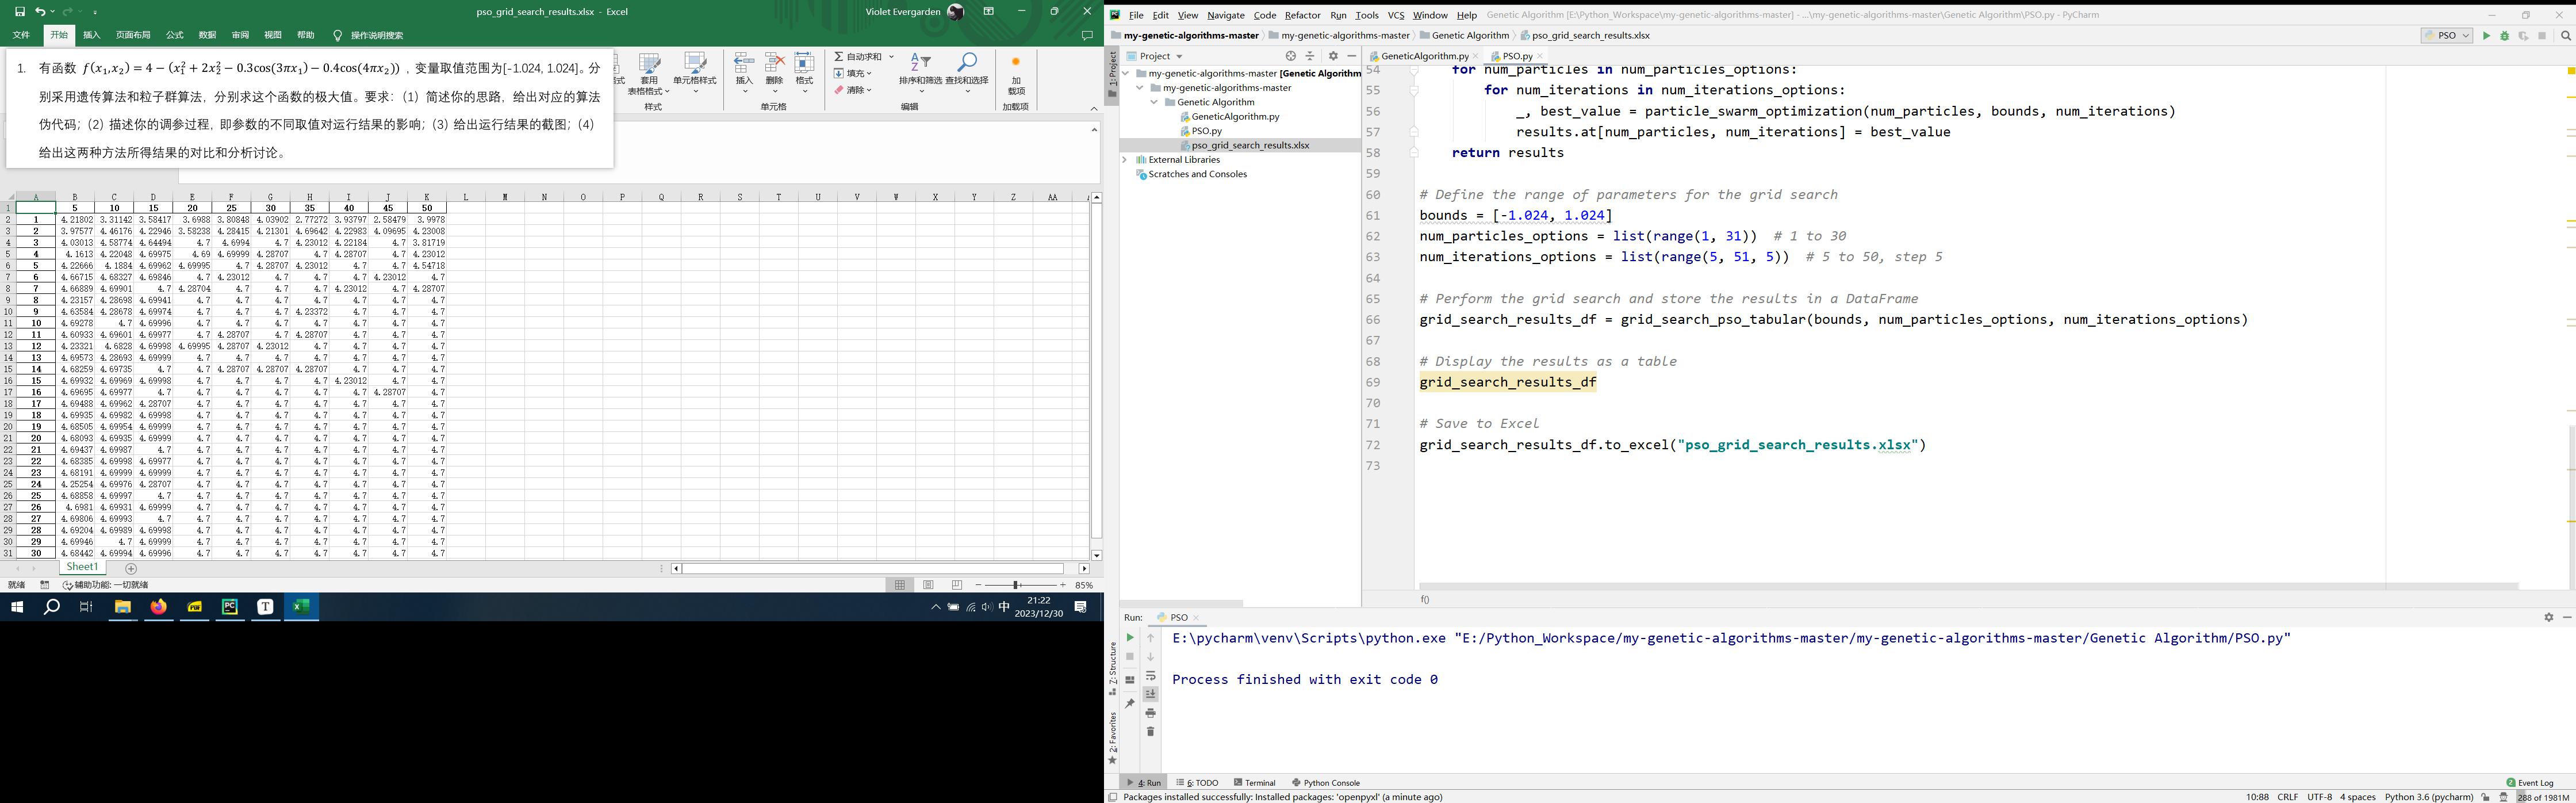 pso_grid_search_results.xlsx - Excel
Violet Evergarden
文件 开始 插入 页面布局 公式 数据 审阅 视图 帮助 操作说明搜索
1. 有函数 f(x₁,x₂) = 4 − (x₁² + 2x₂² − 0.3cos(3πx₁) − 0.4cos(4πx₂)) ，变量取值范围为[-1.024, 1.024]。分
别采用遗传算法和粒子群算法，分别求这个函数的极大值。要求：（1）简述你的思路，给出对应的算法
伪代码；（2）描述你的调参过程，即参数的不同取值对运行结果的影响；（3）给出运行结果的截图；（4）
给出这两种方法所得结果的对比和分析讨论。
套用 表格格式 单元格样式
样式
插入 删除 格式
单元格
自动求和
填充
清除
排序和筛选 查找和选择
编辑
加载项
加载项
A B C D E F G H I J K L M N O P Q R S T U V W X Y Z AA
1 5 10 15 20 25 30 35 40 45 50
2 1 4.21802 3.31142 3.58417 3.6988 3.80848 4.03902 2.77272 3.93797 2.58479 3.9978
3 2 3.97577 4.46176 4.22946 3.58238 4.28415 4.21301 4.69642 4.22983 4.09695 4.23008
4 3 4.03013 4.58774 4.64494 4.7 4.6994 4.7 4.23012 4.22184 4.7 3.81719
5 4 4.1613 4.22048 4.69975 4.69 4.69999 4.28707 4.7 4.28707 4.7 4.23012
6 5 4.22666 4.1884 4.69962 4.69995 4.7 4.28707 4.23012 4.7 4.7 4.54718
7 6 4.66715 4.68327 4.69846 4.7 4.23012 4.7 4.7 4.7 4.23012 4.7
8 7 4.66889 4.69901 4.7 4.28704 4.7 4.7 4.7 4.23012 4.7 4.28707
9 8 4.23157 4.28698 4.69941 4.7 4.7 4.7 4.7 4.7 4.7 4.7
10 9 4.63584 4.28678 4.69974 4.7 4.7 4.7 4.23372 4.7 4.7 4.7
11 10 4.69278 4.7 4.69996 4.7 4.7 4.7 4.7 4.7 4.7 4.7
12 11 4.60933 4.69601 4.69977 4.7 4.28707 4.7 4.28707 4.7 4.7 4.7
13 12 4.23321 4.6828 4.69998 4.69995 4.28707 4.23012 4.7 4.7 4.7 4.7
14 13 4.69573 4.28693 4.69999 4.7 4.7 4.7 4.7 4.7 4.7 4.7
15 14 4.68259 4.69735 4.7 4.7 4.28707 4.28707 4.28707 4.7 4.7 4.7
16 15 4.69932 4.69969 4.69998 4.7 4.7 4.7 4.7 4.23012 4.7 4.7
17 16 4.69695 4.69977 4.7 4.7 4.7 4.7 4.7 4.7 4.28707 4.7
18 17 4.69488 4.69962 4.28707 4.7 4.7 4.7 4.7 4.7 4.7 4.7
19 18 4.69935 4.69982 4.69998 4.7 4.7 4.7 4.7 4.7 4.7 4.7
20 19 4.68505 4.69954 4.69999 4.7 4.7 4.7 4.7 4.7 4.7 4.7
21 20 4.68093 4.69935 4.69999 4.7 4.7 4.7 4.7 4.7 4.7 4.7
22 21 4.69437 4.69987 4.7 4.7 4.7 4.7 4.7 4.7 4.7 4.7
23 22 4.68385 4.69998 4.69977 4.7 4.7 4.7 4.7 4.7 4.7 4.7
24 23 4.68191 4.69999 4.69999 4.7 4.7 4.7 4.7 4.7 4.7 4.7
25 24 4.25254 4.69976 4.28707 4.7 4.7 4.7 4.7 4.7 4.7 4.7
26 25 4.68858 4.69997 4.7 4.7 4.7 4.7 4.7 4.7 4.7 4.7
27 26 4.6981 4.69931 4.69999 4.7 4.7 4.7 4.7 4.7 4.7 4.7
28 27 4.69806 4.69993 4.7 4.7 4.7 4.7 4.7 4.7 4.7 4.7
29 28 4.69204 4.69989 4.69998 4.7 4.7 4.7 4.7 4.7 4.7 4.7
30 29 4.69946 4.7 4.69999 4.7 4.7 4.7 4.7 4.7 4.7 4.7
31 30 4.68442 4.69994 4.69996 4.7 4.7 4.7 4.7 4.7 4.7 4.7
Sheet1
就绪 辅助功能: 一切就绪 85%
中 21:22
2023/12/30
File Edit View Navigate Code Refactor Run Tools VCS Window Help Genetic Algorithm [E:\Python_Workspace\my-genetic-algorithms-master] - ...\my-genetic-algorithms-master\Genetic Algorithm\PSO.py - PyCharm
my-genetic-algorithms-master my-genetic-algorithms-master Genetic Algorithm pso_grid_search_results.xlsx PSO
1: Project
Project
my-genetic-algorithms-master [Genetic Algorithm
my-genetic-algorithms-master
Genetic Algorithm
GeneticAlgorithm.py
PSO.py
pso_grid_search_results.xlsx
External Libraries
Scratches and Consoles
GeneticAlgorithm.py PSO.py
54 for num_particles in num_particles_options:
55 for num_iterations in num_iterations_options:
56 _, best_value = particle_swarm_optimization(num_particles, bounds, num_iterations)
57 results.at[num_particles, num_iterations] = best_value
58 return results
59
60 # Define the range of parameters for the grid search
61 bounds = [-1.024, 1.024]
62 num_particles_options = list(range(1, 31)) # 1 to 30
63 num_iterations_options = list(range(5, 51, 5)) # 5 to 50, step 5
64
65 # Perform the grid search and store the results in a DataFrame
66 grid_search_results_df = grid_search_pso_tabular(bounds, num_particles_options, num_iterations_options)
67
68 # Display the results as a table
69 grid_search_results_df
70
71 # Save to Excel
72 grid_search_results_df.to_excel("pso_grid_search_results.xlsx")
73
f()
Run: PSO
E:\pycharm\venv\Scripts\python.exe "E:/Python_Workspace/my-genetic-algorithms-master/my-genetic-algorithms-master/Genetic Algorithm/PSO.py"
Process finished with exit code 0
7: Structure
2: Favorites
4: Run 6: TODO Terminal Python Console 2 Event Log
Packages installed successfully: Installed packages: 'openpyxl' (a minute ago) 10:88 CRLF UTF-8 4 spaces Python 3.6 (pycharm) 288 of 1981M